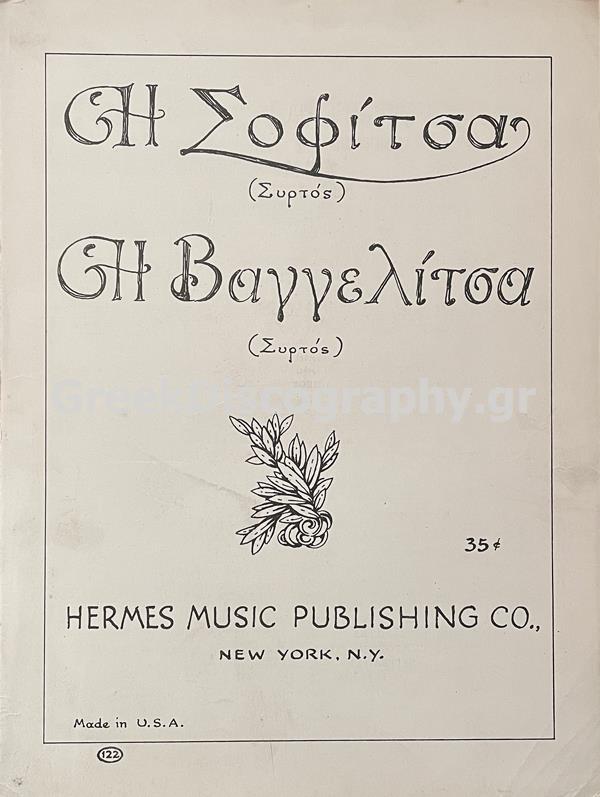 Η Σοφίτσα
(Συρτός)
Η Βαγγελίτσα
(Συρτός)
GreekDiscography.gr
35¢
HERMES MUSIC PUBLISHING CO.,
NEW YORK, N.Y.
Made in U.S.A.
122